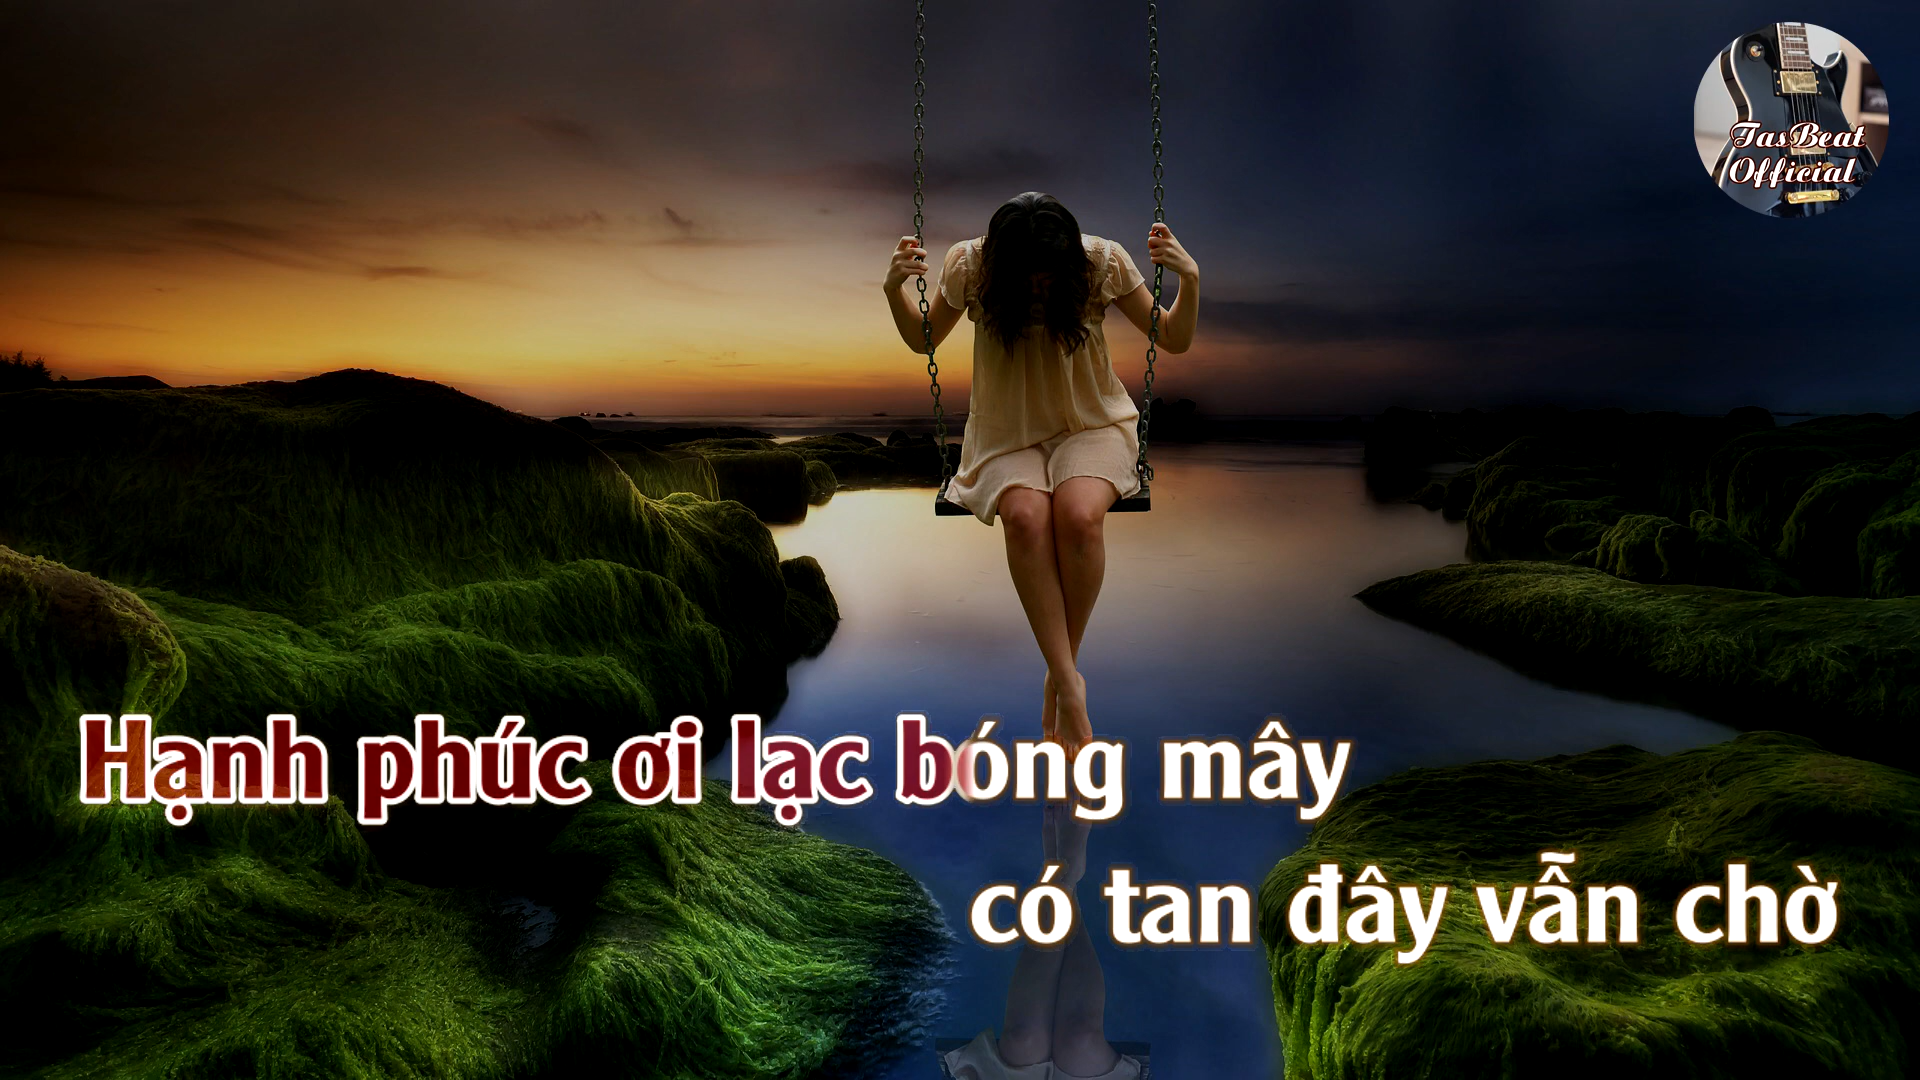 TasBeat
Official
Hạnh phúc ơi lạc bóng mây
có tan đây vẫn chờ